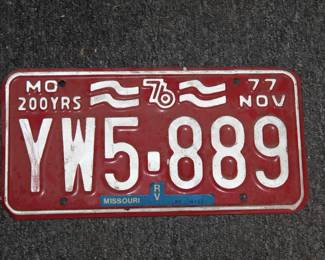 MO 76 77
200YRS NOV
YW5·889
MISSOURI RV